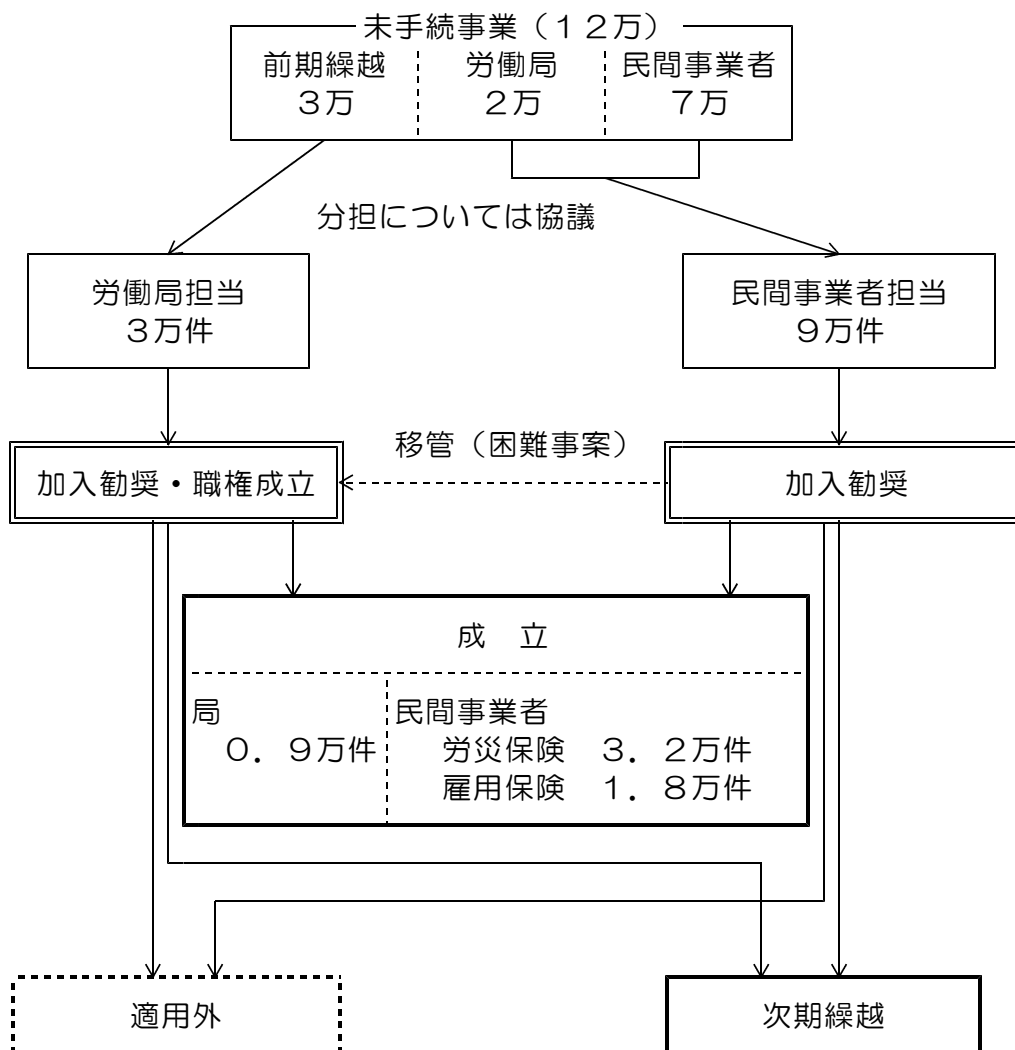 未手続事業（１２万）
前期繰越 労働局 民間事業者
３万 ２万 ７万
分担については協議
労働局担当
３万件
民間事業者担当
９万件
移管（困難事案）
加入勧奨・職権成立
加入勧奨
成　立
局
０．９万件
民間事業者
労災保険　３．２万件
雇用保険　１．８万件
適用外
次期繰越